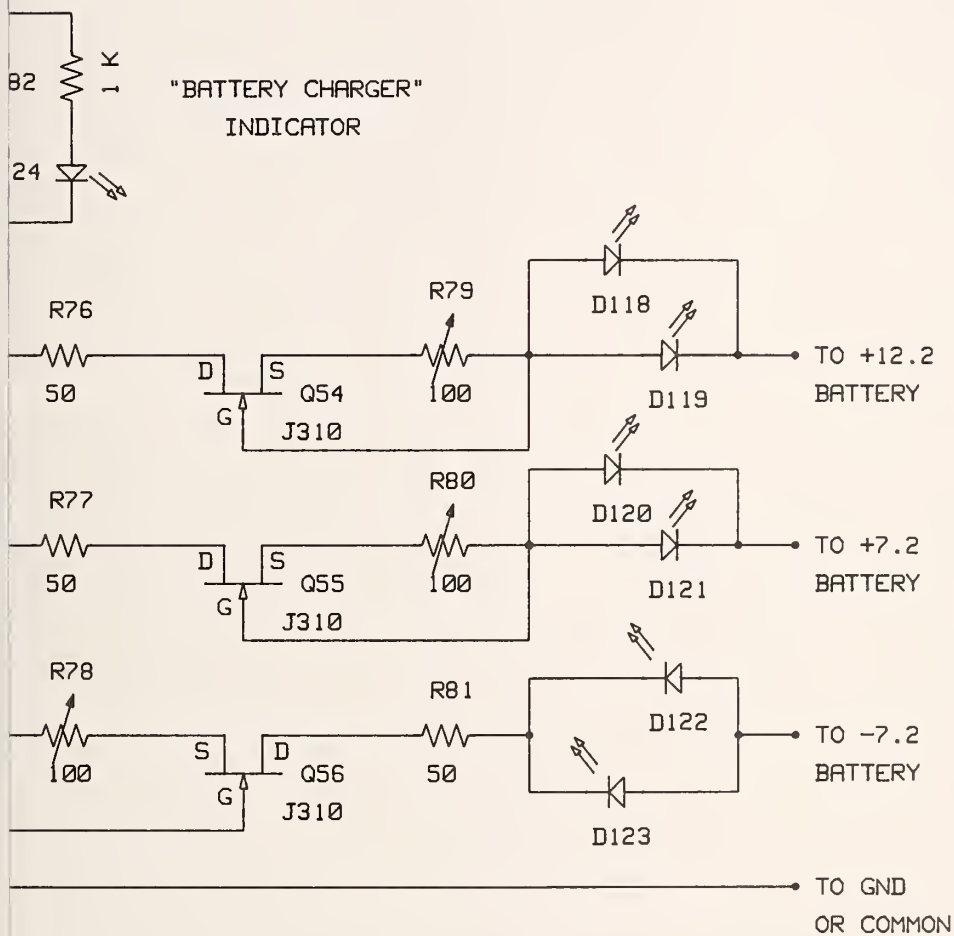 82
1 K
"BATTERY CHARGER"
INDICATOR
24
D118
R76
R79
D
S
TO +12.2
50
Q54
100
D119
BATTERY
G
J310
R77
R80
D120
D
S
TO +7.2
50
Q55
100
D121
BATTERY
G
J310
R78
R81
D122
S
D
TO -7.2
100
Q56
50
BATTERY
G
J310
D123
TO GND
OR COMMON